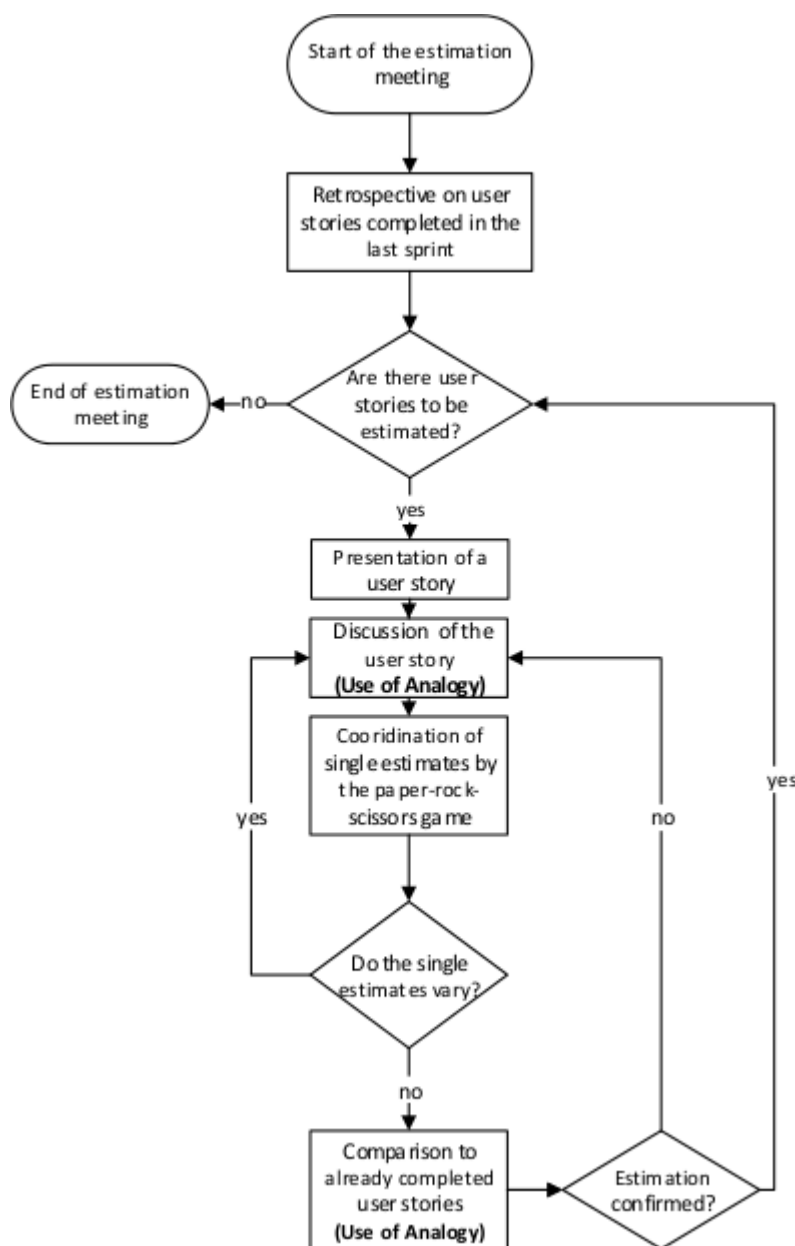 Start of the estimation
meeting
Retrospective on user
stories completed in the
last sprint
Are there user
stories to be
estimated?
no
End of estimation
meeting
yes
Presentation of a
user story
Discussion of the
user story
(Use of Analogy)
Cooridination of
single estimates by
the paper-rock-
scissors game
yes
no
yes
Do the single
estimates vary?
no
Comparison to
already completed
user stories
(Use of Analogy)
Estimation
confirmed?